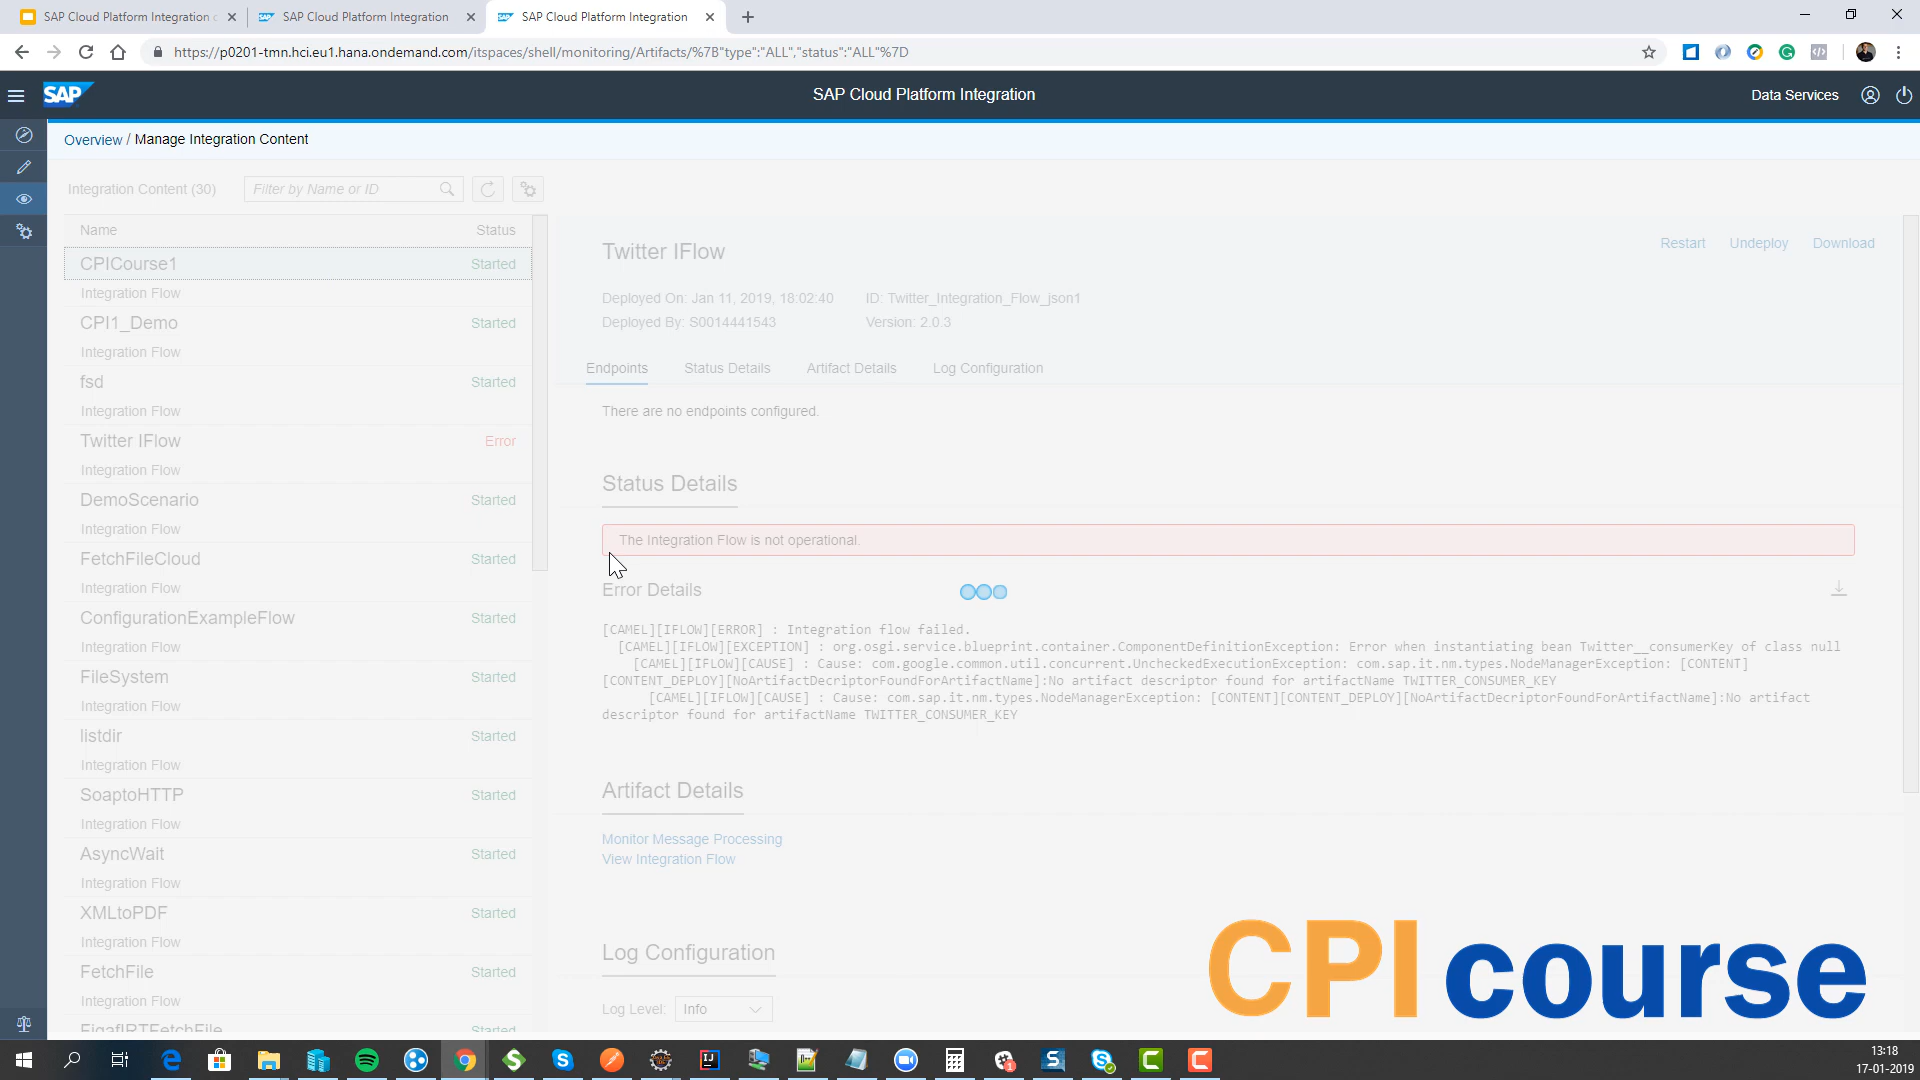 SAP Cloud Platform Integration c
SAP Cloud Platform Integration
SAP Cloud Platform Integration
https://p0201-tmn.hci.eu1.hana.ondemand.com/itspaces/shell/monitoring/Artifacts/%7B"type":"ALL","status":"ALL"%7D
SAP
SAP Cloud Platform Integration
Data Services
Overview / Manage Integration Content
Integration Content (30)
Filter by Name or ID
Name
Status
CPICourse1
Started
Integration Flow
CPI1_Demo
Started
Integration Flow
fsd
Started
Integration Flow
Twitter IFlow
Error
Integration Flow
DemoScenario
Started
Integration Flow
FetchFileCloud
Started
Integration Flow
ConfigurationExampleFlow
Started
Integration Flow
FileSystem
Started
Integration Flow
listdir
Started
Integration Flow
SoaptoHTTP
Started
Integration Flow
AsyncWait
Started
Integration Flow
XMLtoPDF
Started
Integration Flow
FetchFile
Started
Integration Flow
FigafIRTFetchFile
Started
Twitter IFlow
Restart
Undeploy
Download
Deployed On: Jan 11, 2019, 18:02:40
ID: Twitter_Integration_Flow_json1
Deployed By: S0014441543
Version: 2.0.3
Endpoints
Status Details
Artifact Details
Log Configuration
There are no endpoints configured.
Status Details
The Integration Flow is not operational.
Error Details
[CAMEL][IFLOW][ERROR] : Integration flow failed.
[CAMEL][IFLOW][EXCEPTION] : org.osgi.service.blueprint.container.ComponentDefinitionException: Error when instantiating bean Twitter__consumerKey of class null
[CAMEL][IFLOW][CAUSE] : Cause: com.google.common.util.concurrent.UncheckedExecutionException: com.sap.it.nm.types.NodeManagerException: [CONTENT]
[CONTENT_DEPLOY][NoArtifactDecriptorFoundForArtifactName]:No artifact descriptor found for artifactName TWITTER_CONSUMER_KEY
[CAMEL][IFLOW][CAUSE] : Cause: com.sap.it.nm.types.NodeManagerException: [CONTENT][CONTENT_DEPLOY][NoArtifactDecriptorFoundForArtifactName]:No artifact
descriptor found for artifactName TWITTER_CONSUMER_KEY
Artifact Details
Monitor Message Processing
View Integration Flow
Log Configuration
Log Level:
Info
CPI course
13:18
17-01-2019